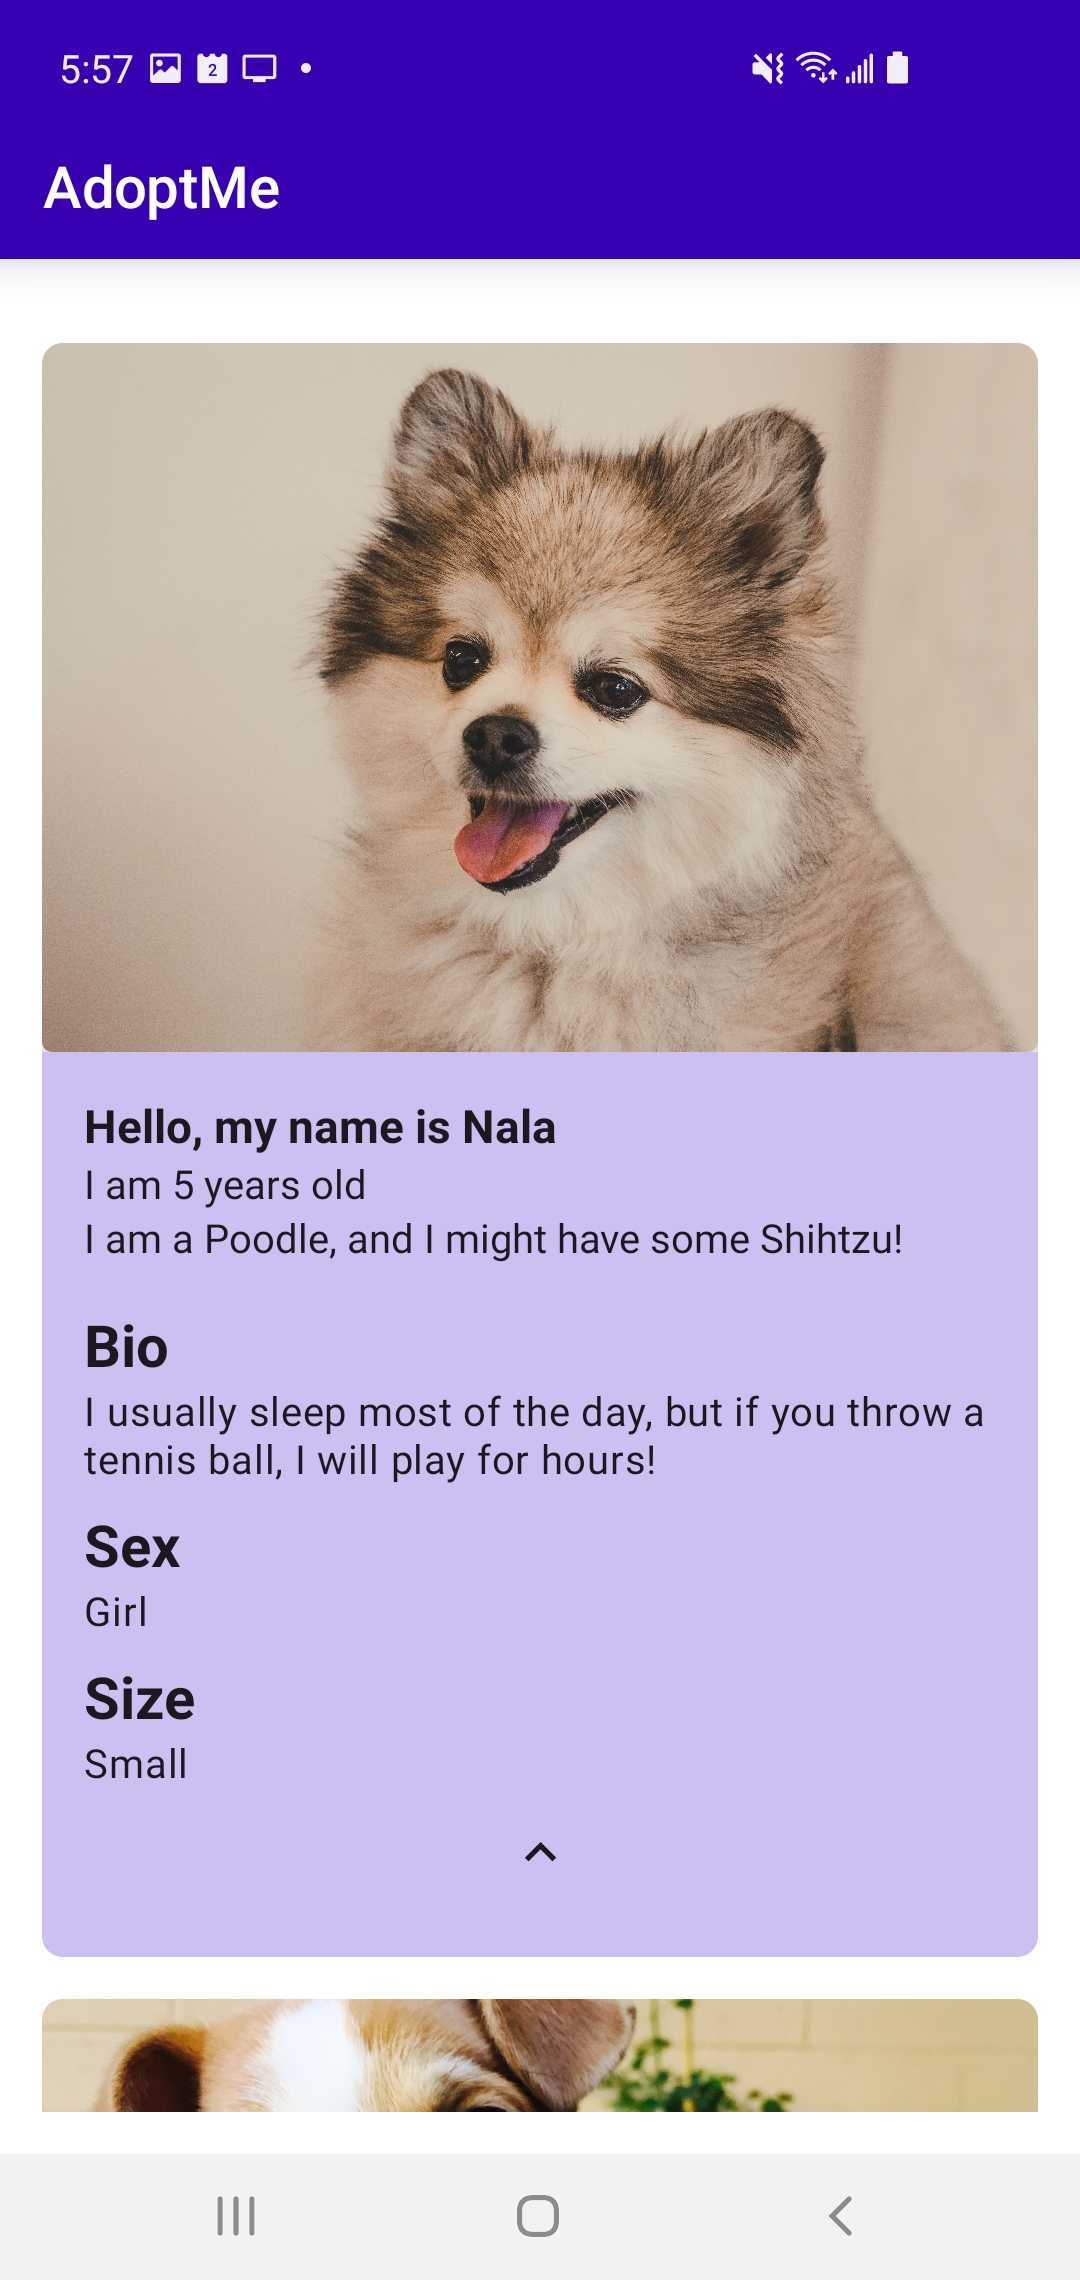 5:57
2
AdoptMe
Hello, my name is Nala
I am 5 years old
I am a Poodle, and I might have some Shihtzu!
Bio
I usually sleep most of the day, but if you throw a
tennis ball, I will play for hours!
Sex
Girl
Size
Small